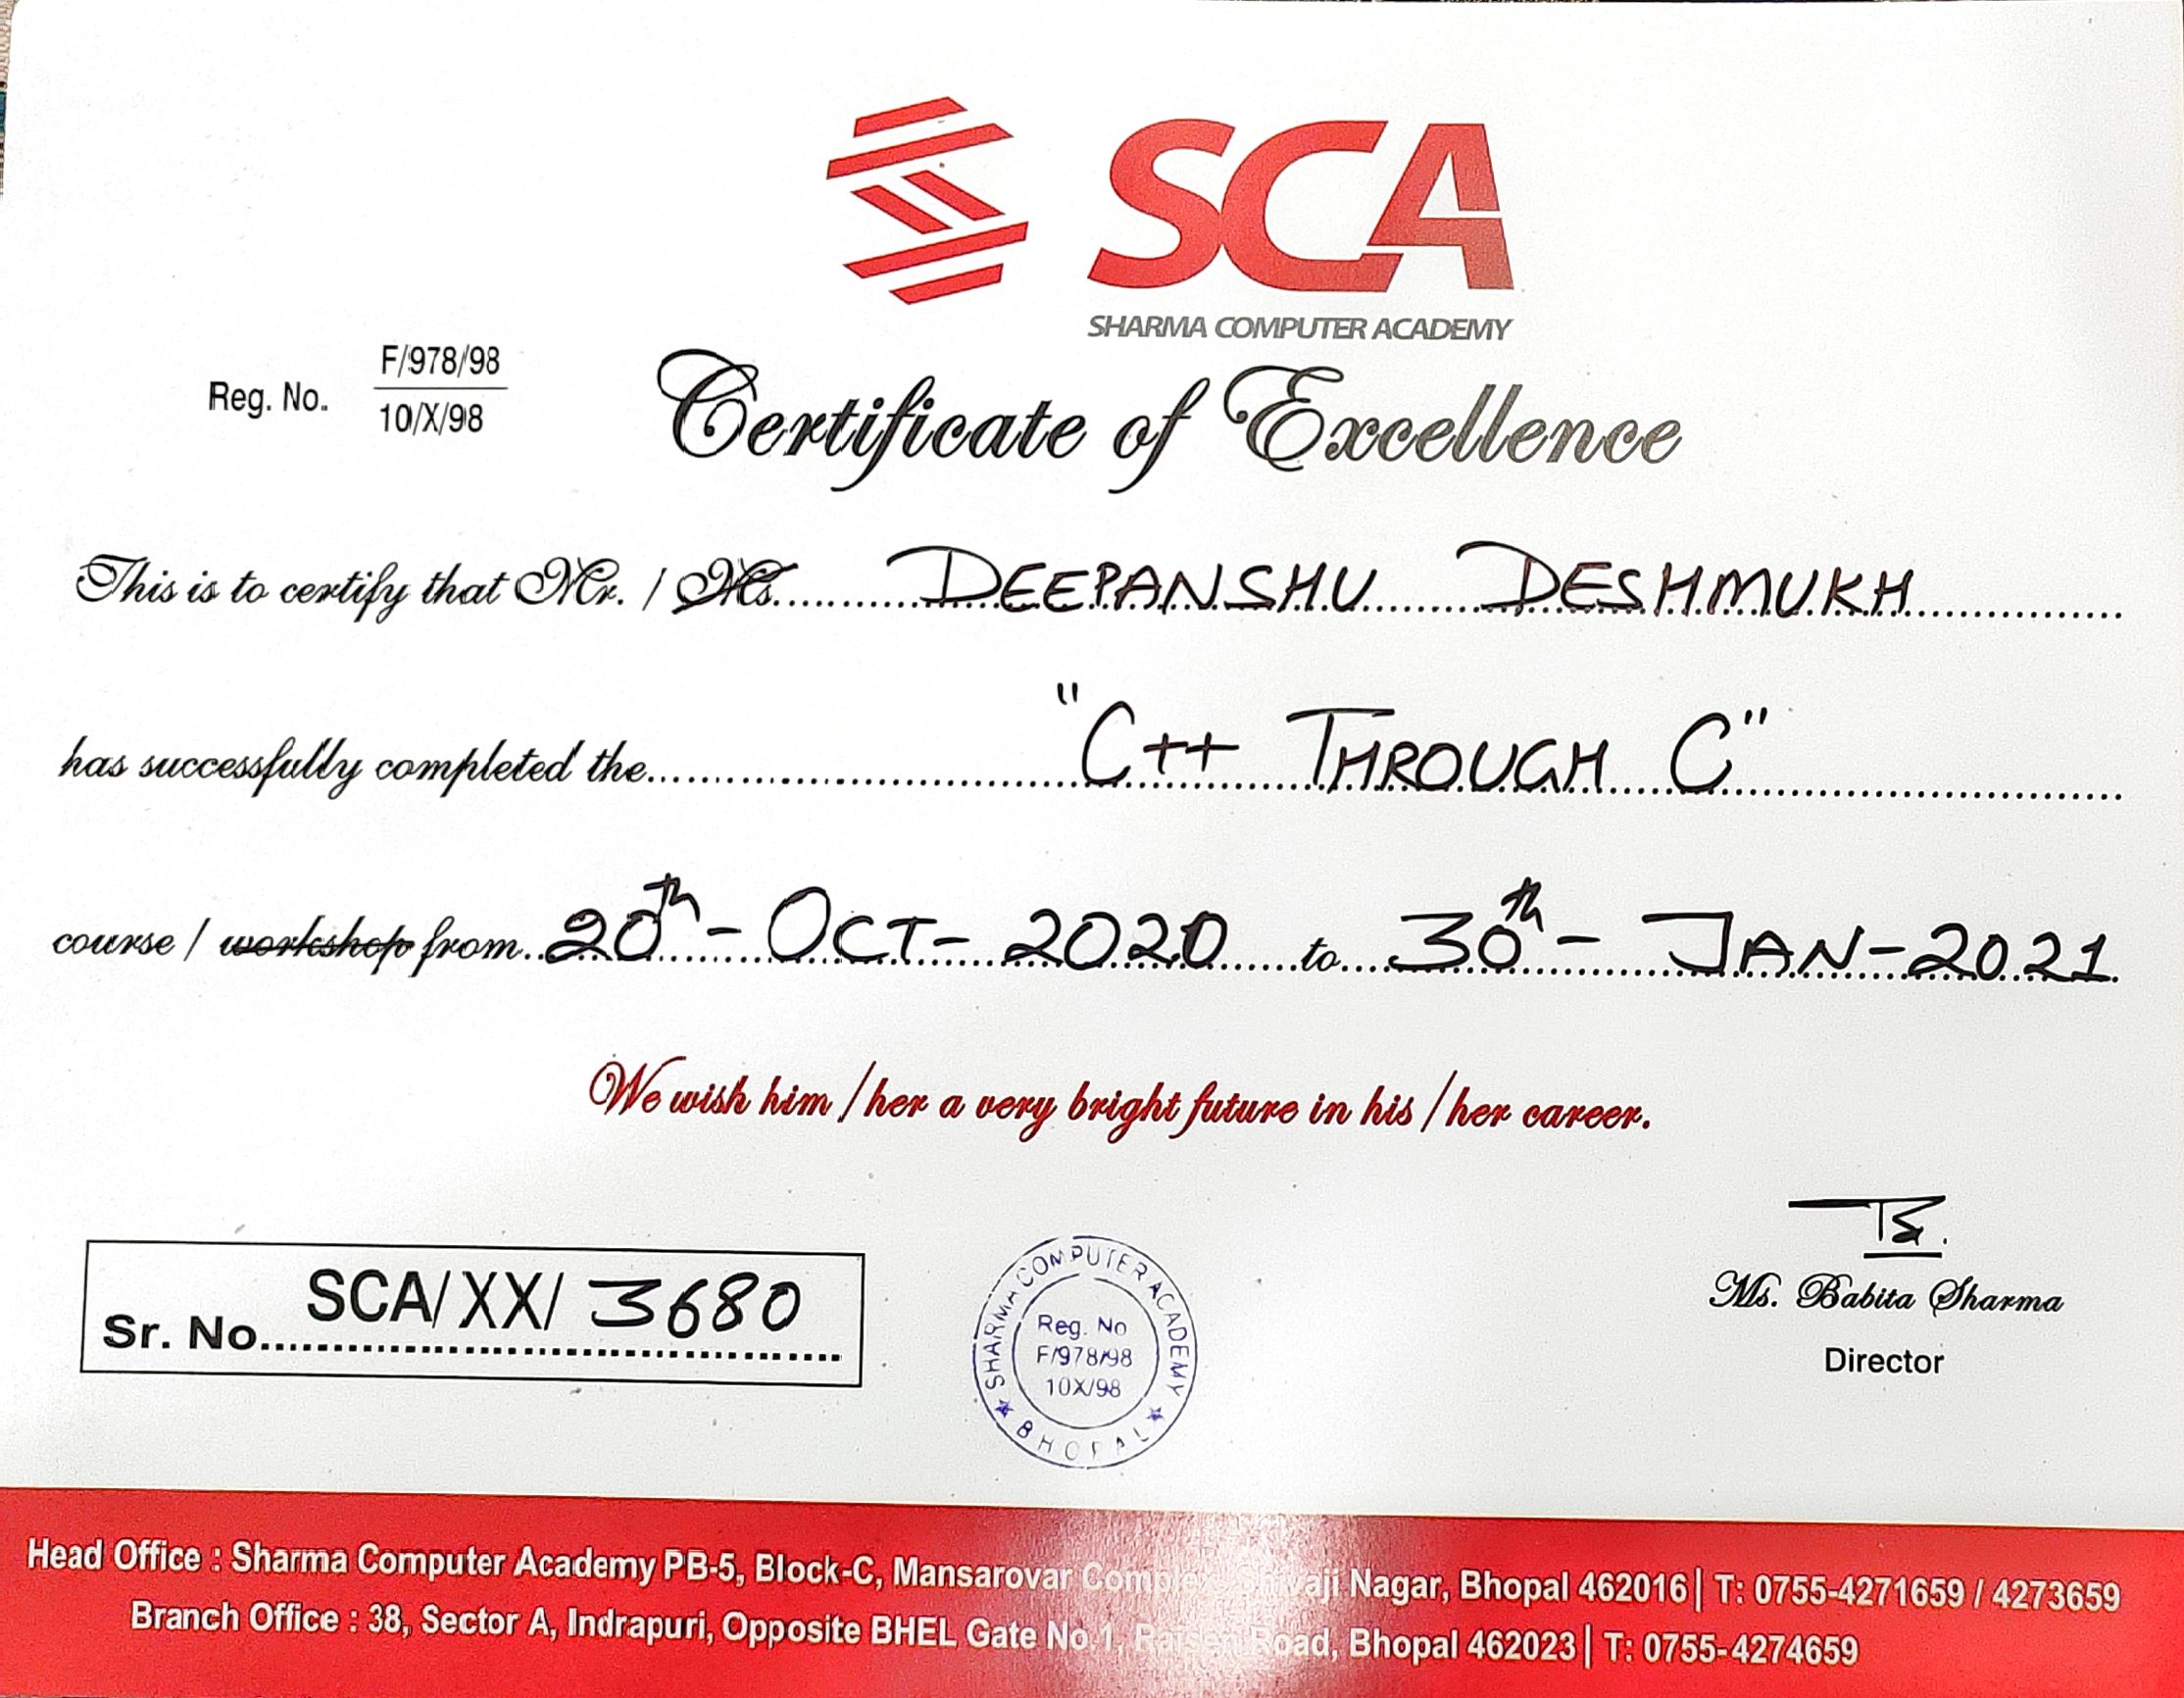 SCA
SHARMA COMPUTER ACADEMY
Reg. No. F/978/98
10/X/98
Certificate of Excellence
This is to certify that Mr. / Ms. DEEPANSHU DESHMUKH
has successfully completed the "C++ THROUGH C"
course / workshop from 20th - OCT - 2020 to 30th - JAN - 2021
We wish him / her a very bright future in his / her career.
Sr. No. SCA/XX/ 3680
SHARMA COMPUTER ACADEMY
Reg. No
F/978/98
10X/98
BHOPAL
Ms. Babita Sharma
Director
Head Office : Sharma Computer Academy PB-5, Block-C, Mansarovar Complex, Shivaji Nagar, Bhopal 462016 | T: 0755-4271659 / 4273659
Branch Office : 38, Sector A, Indrapuri, Opposite BHEL Gate No.1, Raisen Road, Bhopal 462023 | T: 0755-4274659